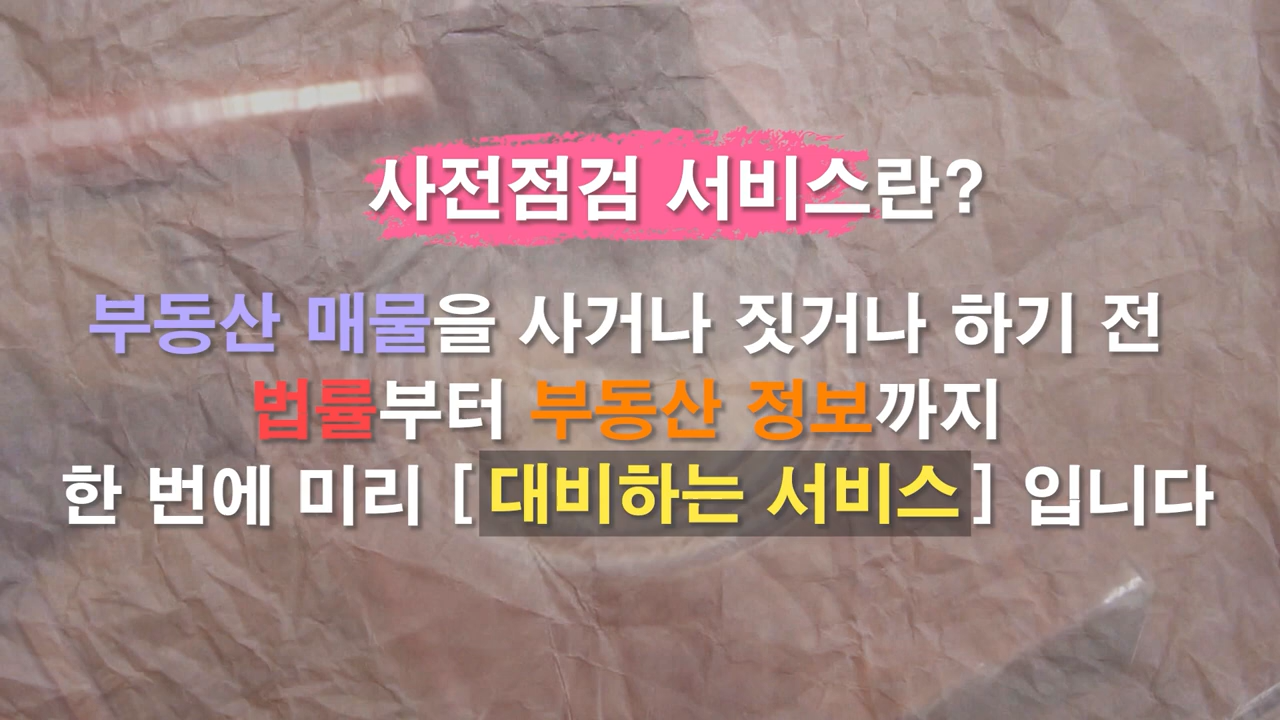 사전점검 서비스란?
부동산 매물을 사거나 짓거나 하기 전
법률부터 부동산 정보까지
한 번에 미리 [대비하는 서비스] 입니다